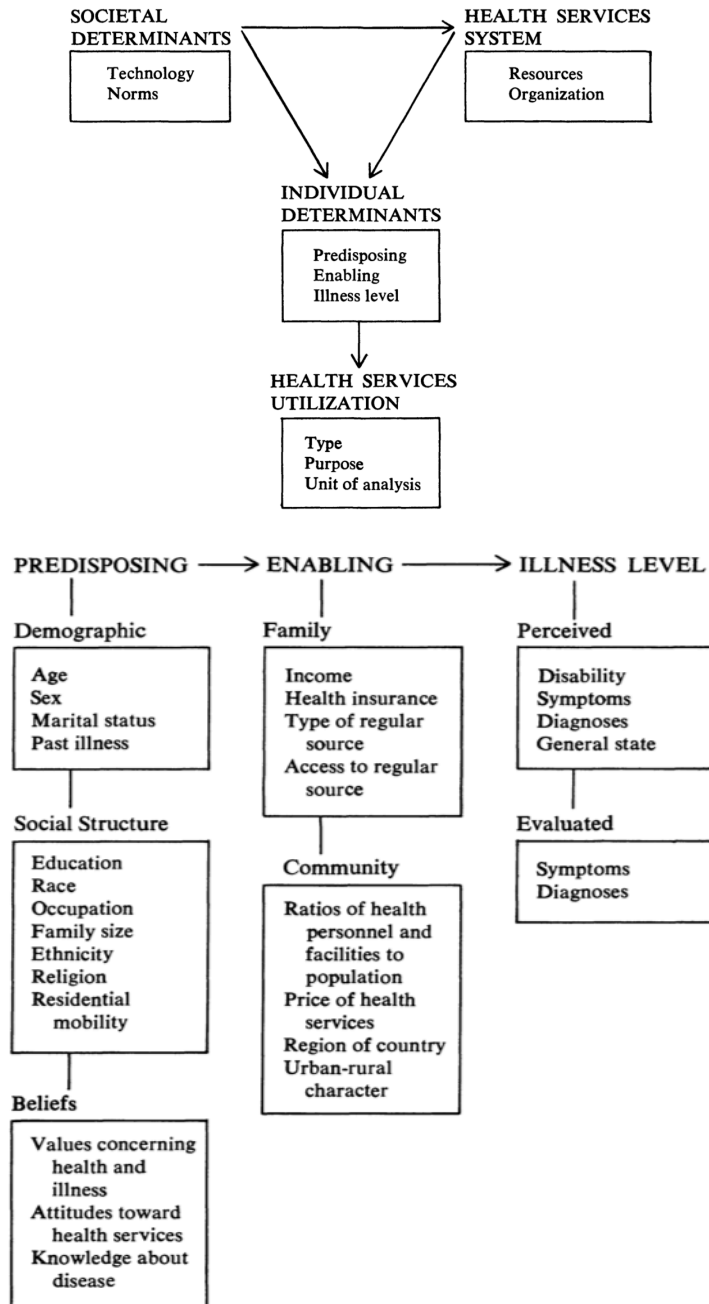 SOCIETAL
DETERMINANTS
Technology
Norms
HEALTH SERVICES
SYSTEM
Resources
Organization
INDIVIDUAL
DETERMINANTS
Predisposing
Enabling
Illness level
HEALTH SERVICES
UTILIZATION
Type
Purpose
Unit of analysis
PREDISPOSING
Demographic
Age
Sex
Marital status
Past illness
Social Structure
Education
Race
Occupation
Family size
Ethnicity
Religion
Residential
mobility
Beliefs
Values concerning
health and
illness
Attitudes toward
health services
Knowledge about
disease
ENABLING
Family
Income
Health insurance
Type of regular
source
Access to regular
source
Community
Ratios of health
personnel and
facilities to
population
Price of health
services
Region of country
Urban-rural
character
ILLNESS LEVEL
Perceived
Disability
Symptoms
Diagnoses
General state
Evaluated
Symptoms
Diagnoses